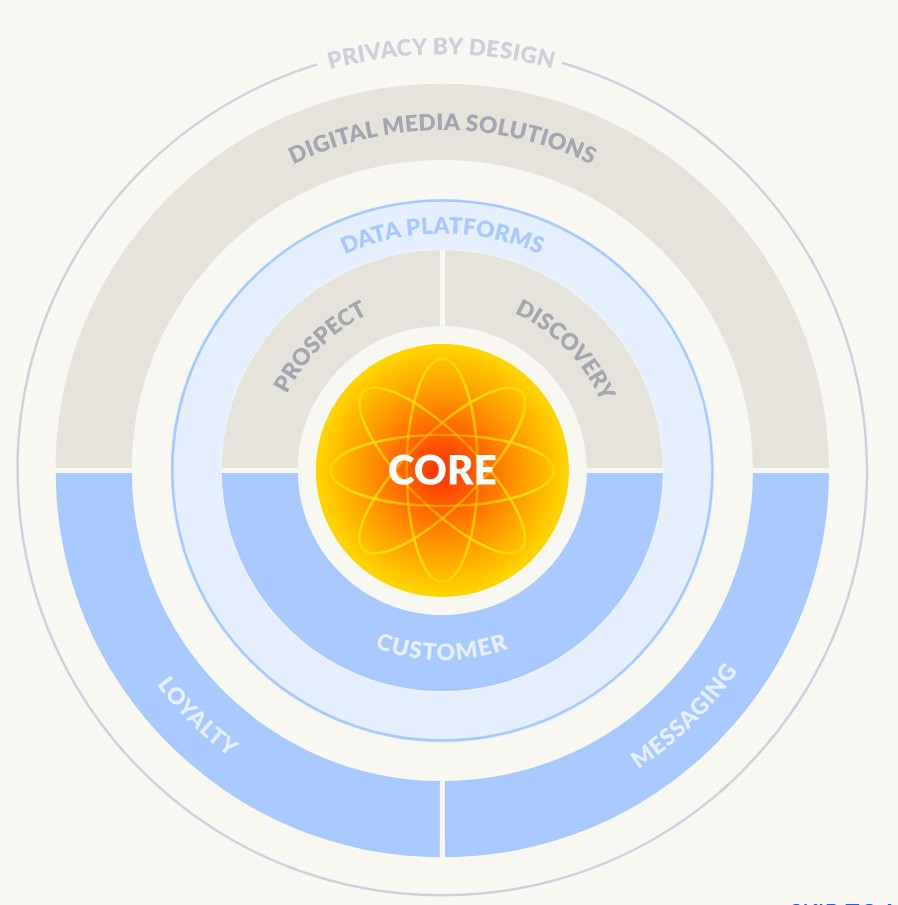 PRIVACY BY DESIGN
DIGITAL MEDIA SOLUTIONS
DATA PLATFORMS
PROSPECT
DISCOVERY
CORE
CUSTOMER
LOYALTY
MESSAGING